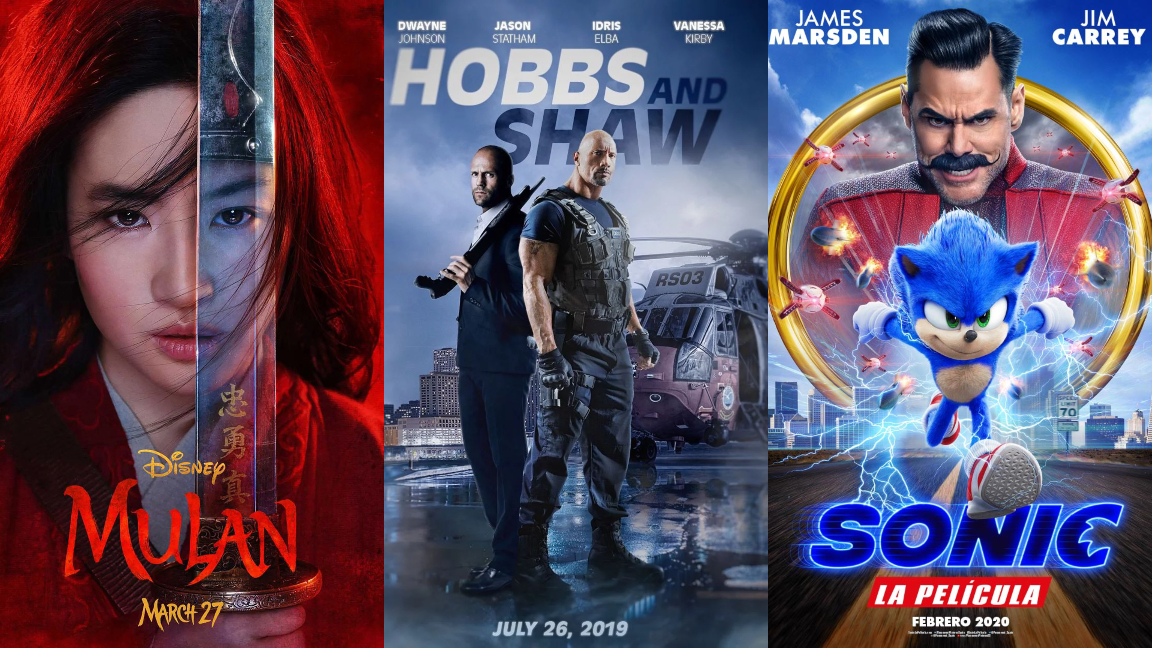 忠
勇
真
Disney
MULAN
MARCH 27
DWAYNE
JOHNSON
JASON
STATHAM
IDRIS
ELBA
VANESSA
KIRBY
HOBBS AND
SHAW
RS03
JULY 26, 2019
JAMES
MARSDEN
JIM
CARREY
70
SONIC
LA PELÍCULA
FEBRERO 2020